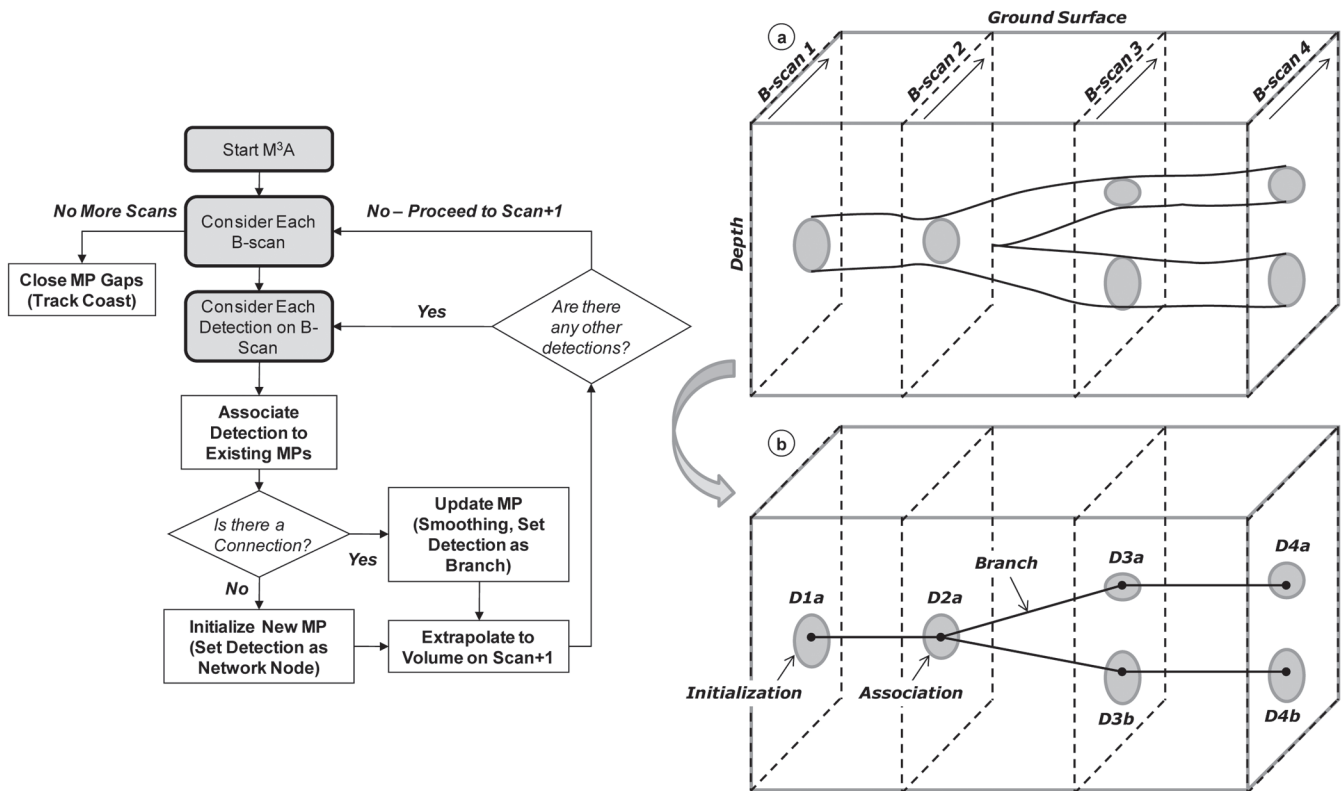 Start M³A
No More Scans
Consider Each
B-scan
No – Proceed to Scan+1
Close MP Gaps
(Track Coast)
Consider Each
Detection on B-
Scan
Yes
Are there
any other
detections?
Associate
Detection to
Existing MPs
Is there a
Connection?
Yes
No
Update MP
(Smoothing, Set
Detection as
Branch)
Initialize New MP
(Set Detection as
Network Node)
Extrapolate to
Volume on Scan+1
a
Ground Surface
B-scan 1
B-scan 2
B-scan 3
B-scan 4
Depth
b
D1a
D2a
Branch
D3a
D4a
Initialization
Association
D3b
D4b